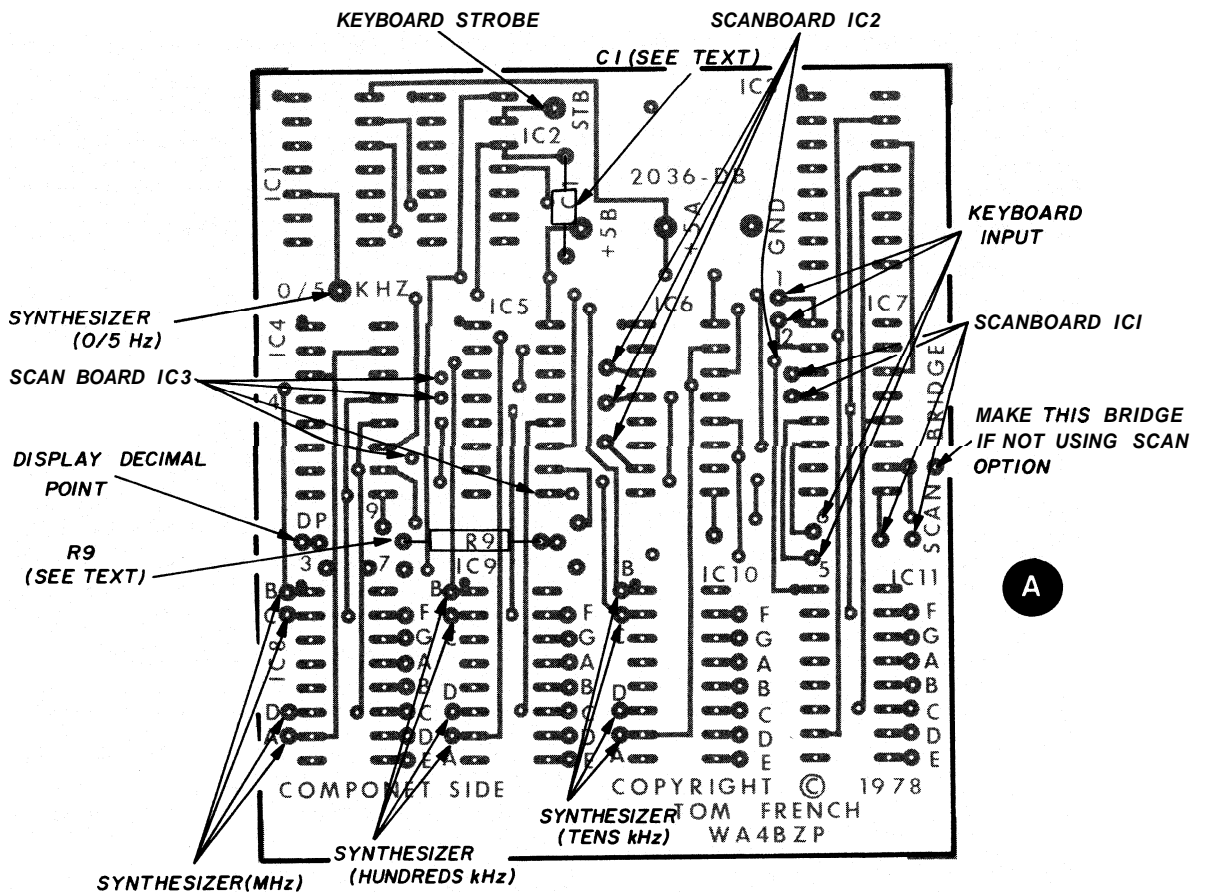 KEYBOARD STROBE
SCANBOARD IC2
C1 (SEE TEXT)
IC2
STB
IC1
2036-DB
+5B
+5A
GND
KEYBOARD
INPUT
0/5 KHZ
SYNTHESIZER
(0/5 Hz)
IC4
IC5
IC6
IC7
1
2
SCANBOARD IC1
SCAN BOARD IC3
4
SCAN BRIDGE
MAKE THIS BRIDGE
IF NOT USING SCAN
OPTION
DISPLAY DECIMAL
POINT
DP
9
R9
6
R9
(SEE TEXT)
3
7
IC9
IC10
5
IC11
A
B
C
IC8
D
A
F
G
A
B
C
D
E
B
C
D
A
F
G
A
B
C
D
E
B
C
D
A
F
G
A
B
C
D
E
F
G
A
B
C
D
E
COMPONET SIDE
COPYRIGHT © 1978
TOM FRENCH
WA4BZP
SYNTHESIZER
(TENS kHz)
SYNTHESIZER
(HUNDREDS kHz)
SYNTHESIZER(MHz)